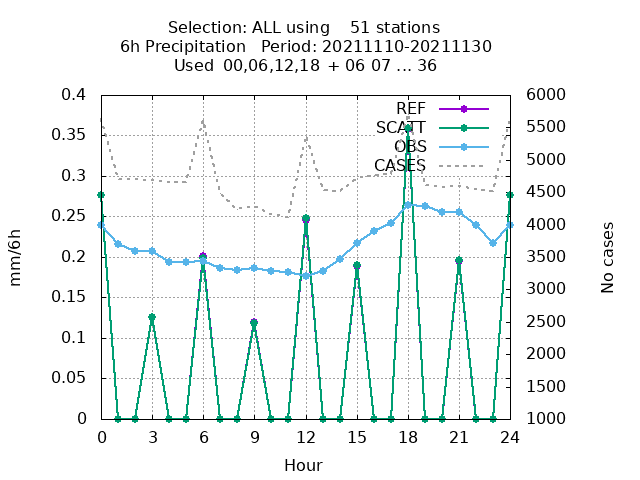 Selection: ALL using    51 stations
6h Precipitation   Period: 20211110-20211130
Used 00,06,12,18 + 06 07 ... 36
0.4
0.35
0.3
0.25
0.2
0.15
0.1
0.05
0
mm/6h
REF
SCATT
OBS
CASES
6000
5500
5000
4500
4000
3500
3000
2500
2000
1500
1000
No cases
0 3 6 9 12 15 18 21 24
Hour